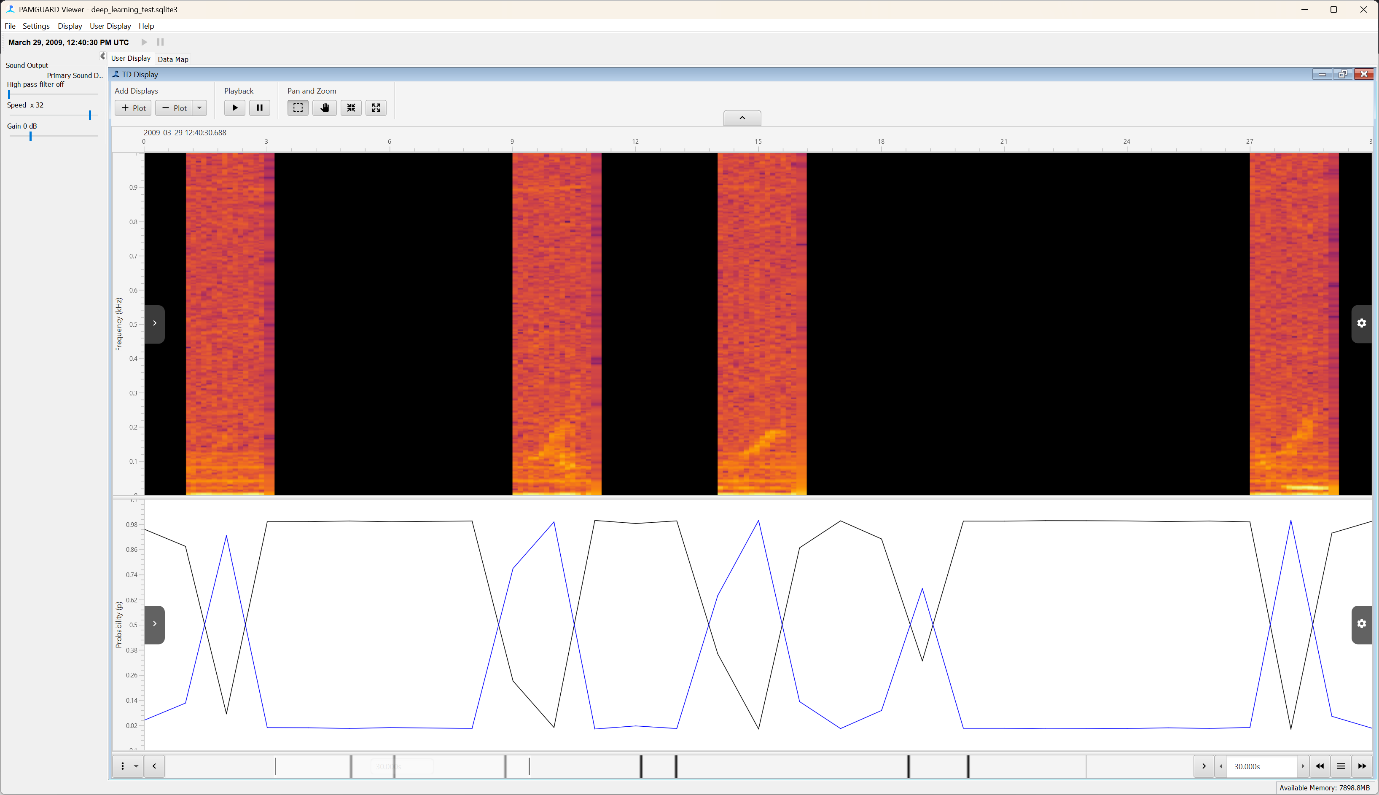 PAMGUARD Viewer   deep_learning_test.sqlite3
File Settings Display User Display Help
March 29, 2009, 12:40:30 PM UTC
User Display Data Map
Sound Output
Primary Sound D...
High pass filter off
Speed x 32
Gain 0 dB
TD Display
Add Displays Playback Pan and Zoom
+ Plot − Plot
2009-03-29 12:40:30.688
0 3 6 9 12 15 18 21 24 27
Frequency (kHz)
0.9
0.8
0.7
0.6
0.5
0.4
0.3
0.2
0.1
Probability (p)
0.98
0.86
0.74
0.62
0.5
0.38
0.26
0.14
0.02
30.000s
Available Memory: 7898.8MB